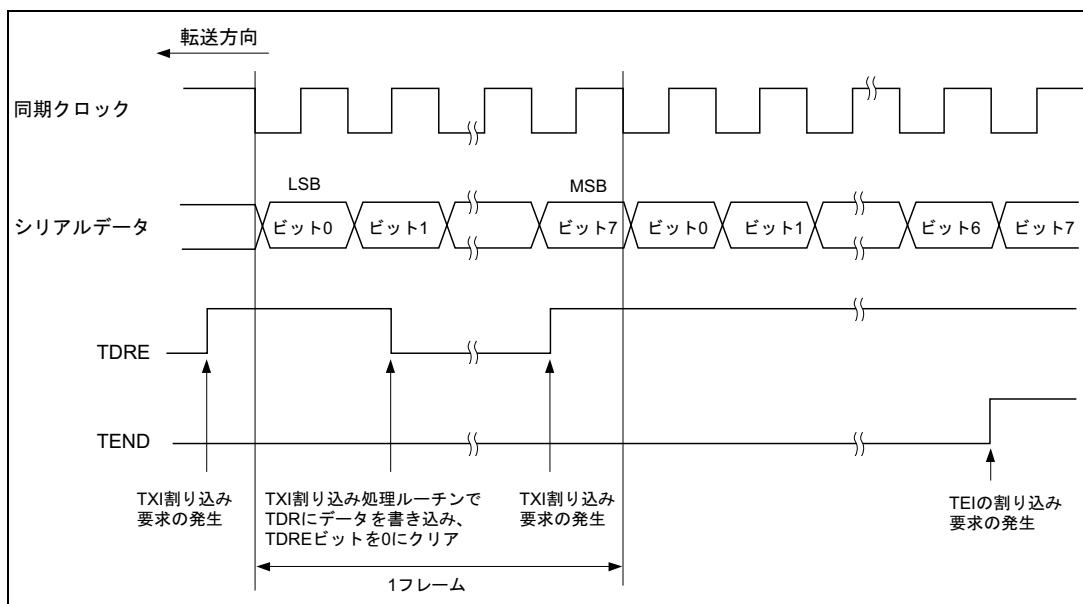 転送方向
同期クロック
LSB
MSB
シリアルデータ
ビット0
ビット1
ビット7
ビット0
ビット1
ビット6
ビット7
TDRE
TEND
TXI割り込み
要求の発生
TXI割り込み処理ルーチンで
TDRにデータを書き込み、
TDREビットを0にクリア
TXI割り込み
要求の発生
TEIの割り込み
要求の発生
1フレーム